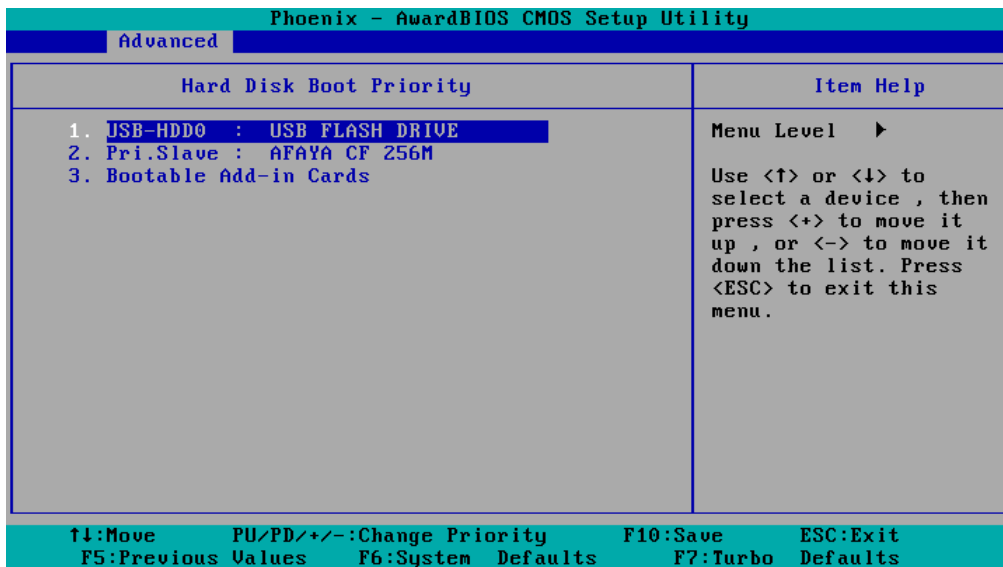 Phoenix - AwardBIOS CMOS Setup Utility
Advanced
Hard Disk Boot Priority
1. USB-HDD0 : USB FLASH DRIVE
2. Pri.Slave : AFAYA CF 256M
3. Bootable Add-in Cards
Item Help
Menu Level ▶
Use <↑> or <↓> to
select a device , then
press <+> to move it
up , or <-> to move it
down the list. Press
<ESC> to exit this
menu.
↑↓:Move PU/PD/+/-:Change Priority F10:Save ESC:Exit
F5:Previous Values F6:System Defaults F7:Turbo Defaults